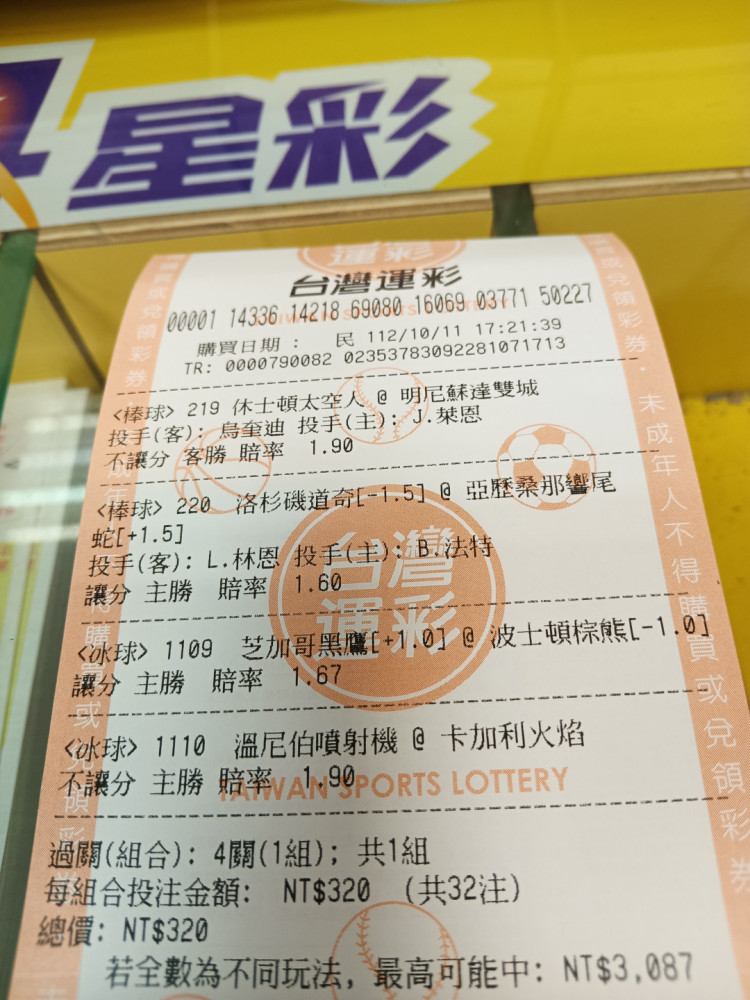 星彩
運彩
台灣運彩
00001 14336 14218 69080 16069 03771 50227
購買日期： 民 112/10/11 17:21:39
TR: 0000790082 023537830922810717​13
<棒球> 219 休士頓太空人 @ 明尼蘇達雙城
投手(客): 烏奎迪 投手(主): J.萊恩
不讓分 客勝 賠率 1.90
<棒球> 220 洛杉磯道奇[-1.5] @ 亞歷桑那響尾
蛇[+1.5]
投手(客): L.林恩 投手(主): B.法特
讓分 主勝 賠率 1.60
台灣
運彩
<冰球> 1109 芝加哥黑鷹[+1.0] @ 波士頓棕熊[-1.0]
讓分 主勝 賠率 1.67
<冰球> 1110 溫尼伯噴射機 @ 卡加利火焰
不讓分 主勝 賠率 1.90
TAIWAN SPORTS LOTTERY
過關(組合): 4關(1組); 共1組
每組合投注金額: NT$320 (共32注)
總價: NT$320
若全數為不同玩法, 最高可能中: NT$3,087
未成年人不得購買或兌領彩券